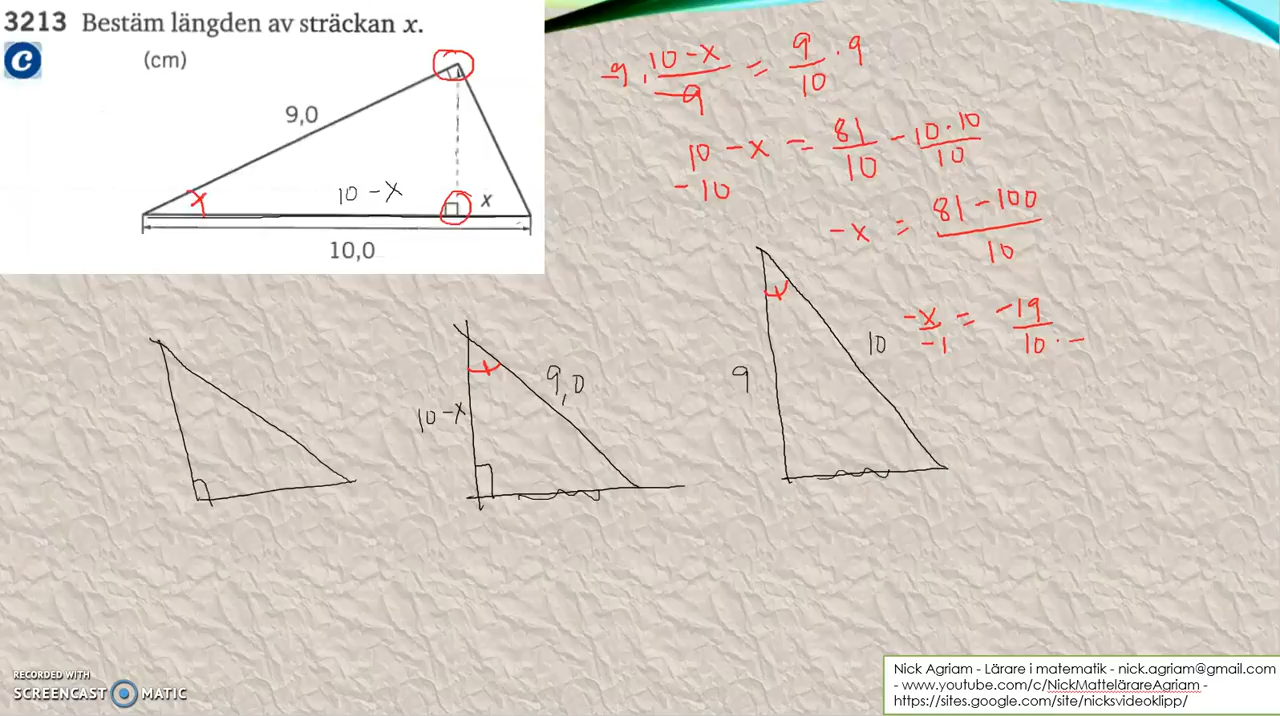 3213 Bestäm längden av sträckan x.
C
(cm)
9,0
10 - x
x
10,0
-9 · (10 - x)/-9 = 9/10 · 9
10 - x = 81/10 - 10·10/10
- 10
-x = 81 - 100/10
-x/-1 = -19/10 · -
10 - x
9,0
9
10
RECORDED WITH
SCREENCAST MATIC
Nick Agriam - Lärare i matematik - nick.agriam@gmail.com
- www.youtube.com/c/NickMattelärareAgriam -
https://sites.google.com/site/nicksvideoklipp/